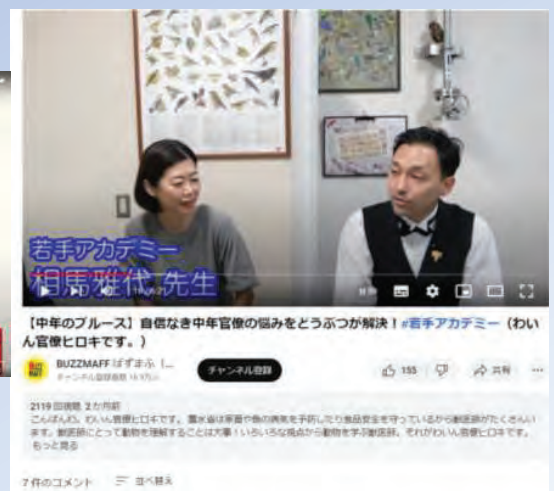 若手アカデミー
相馬雅代 先生
【中年のブルース】自信なき中年官僚の悩みをどうぶつが解決！#若手アカデミー（わい
ん官僚ヒロキです。）
BUZZMAFF ばずまふ（...
チャンネル登録
155
共有
2119 回視聴 2 か月前
こんばんわ。わいん官僚ヒロキです。農水省は家畜や魚の病気を予防したり食品安全を守っているから獣医師がたくさんい
ます。獣医師にとって動物を理解することは大事！いろいろな視点から動物を学ぶ獣医師。それがわいん官僚ヒロキです。
もっと見る
7 件のコメント
並べ替え